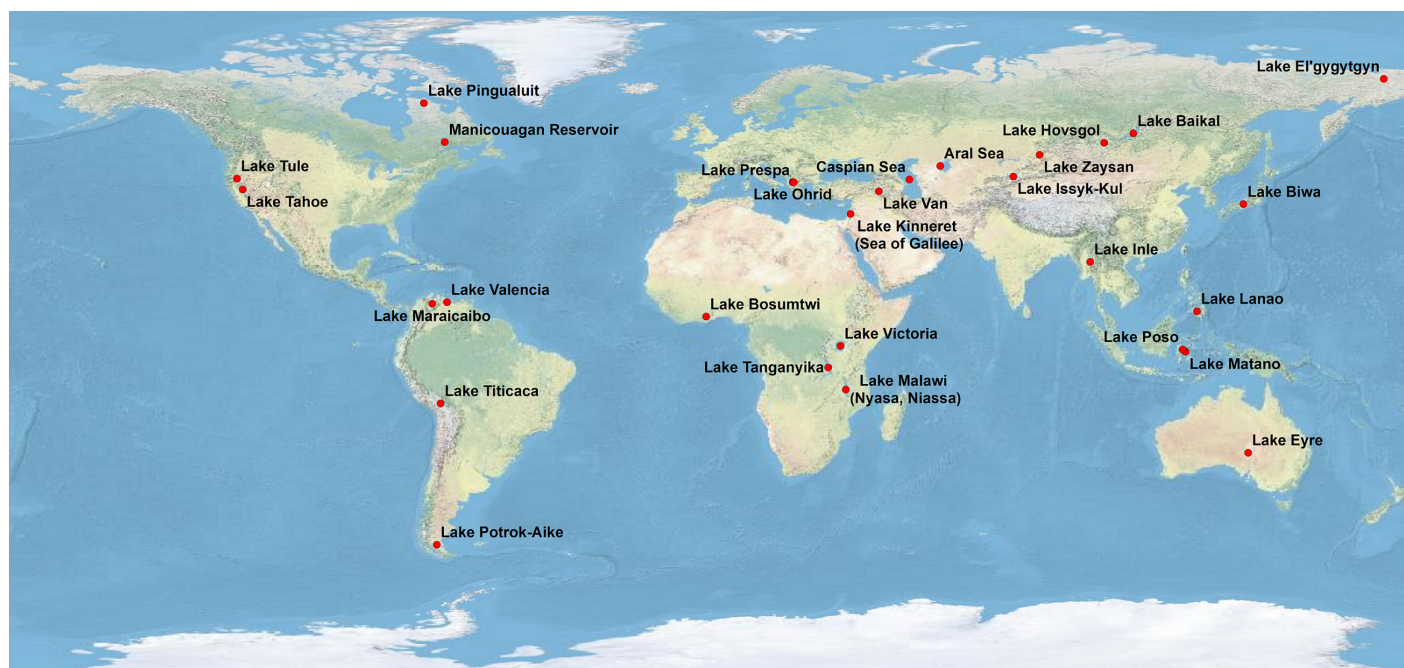 Lake El'gygytgyn
Lake Pingualuit
Manicouagan Reservoir
Lake Baikal
Lake Hovsgol
Aral Sea
Lake Zaysan
Lake Tule
Lake Prespa
Caspian Sea
Lake Issyk-Kul
Lake Tahoe
Lake Ohrid
Lake Van
Lake Biwa
Lake Kinneret
(Sea of Galilee)
Lake Inle
Lake Valencia
Lake Maraicaibo
Lake Bosumtwi
Lake Lanao
Lake Victoria
Lake Poso
Lake Tanganyika
Lake Matano
Lake Malawi
(Nyasa, Niassa)
Lake Titicaca
Lake Eyre
Lake Potrok-Aike